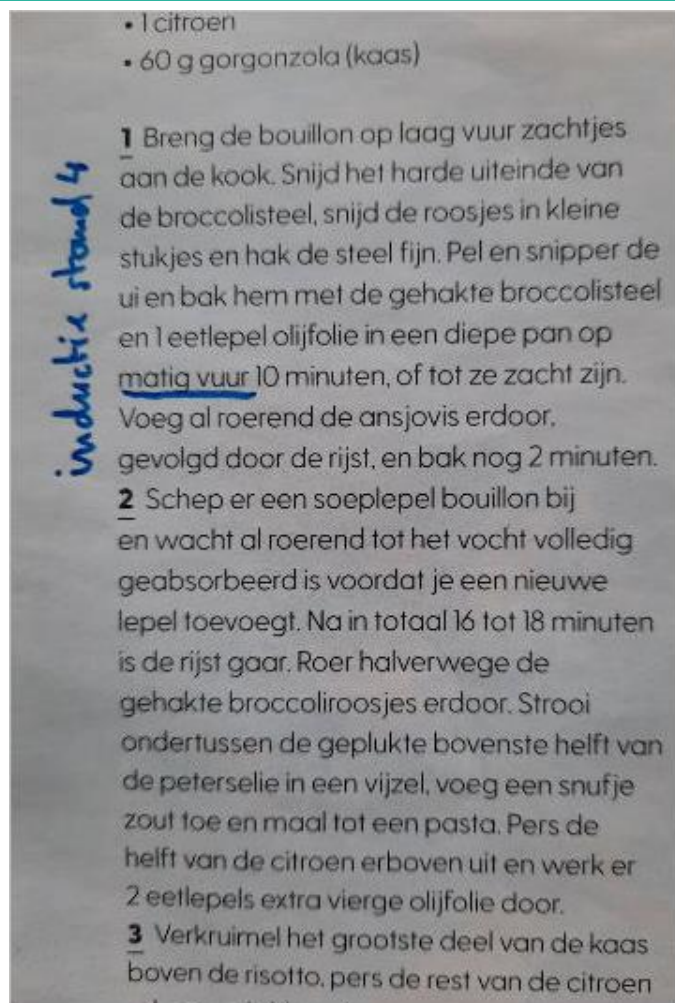 • 1 citroen
• 60 g gorgonzola (kaas)
inductie stand 4
1 Breng de bouillon op laag vuur zachtjes
aan de kook. Snijd het harde uiteinde van
de broccolisteel, snijd de roosjes in kleine
stukjes en hak de steel fijn. Pel en snipper de
ui en bak hem met de gehakte broccolisteel
en 1 eetlepel olijfolie in een diepe pan op
matig vuur 10 minuten, of tot ze zacht zijn.
Voeg al roerend de ansjovis erdoor,
gevolgd door de rijst, en bak nog 2 minuten.
2 Schep er een soeplepel bouillon bij
en wacht al roerend tot het vocht volledig
geabsorbeerd is voordat je een nieuwe
lepel toevoegt. Na in totaal 16 tot 18 minuten
is de rijst gaar. Roer halverwege de
gehakte broccoliroosjes erdoor. Strooi
ondertussen de geplukte bovenste helft van
de peterselie in een vijzel, voeg een snufje
zout toe en maal tot een pasta. Pers de
helft van de citroen erboven uit en werk er
2 eetlepels extra vierge olijfolie door.
3 Verkruimel het grootste deel van de kaas
boven de risotto, pers de rest van de citroen